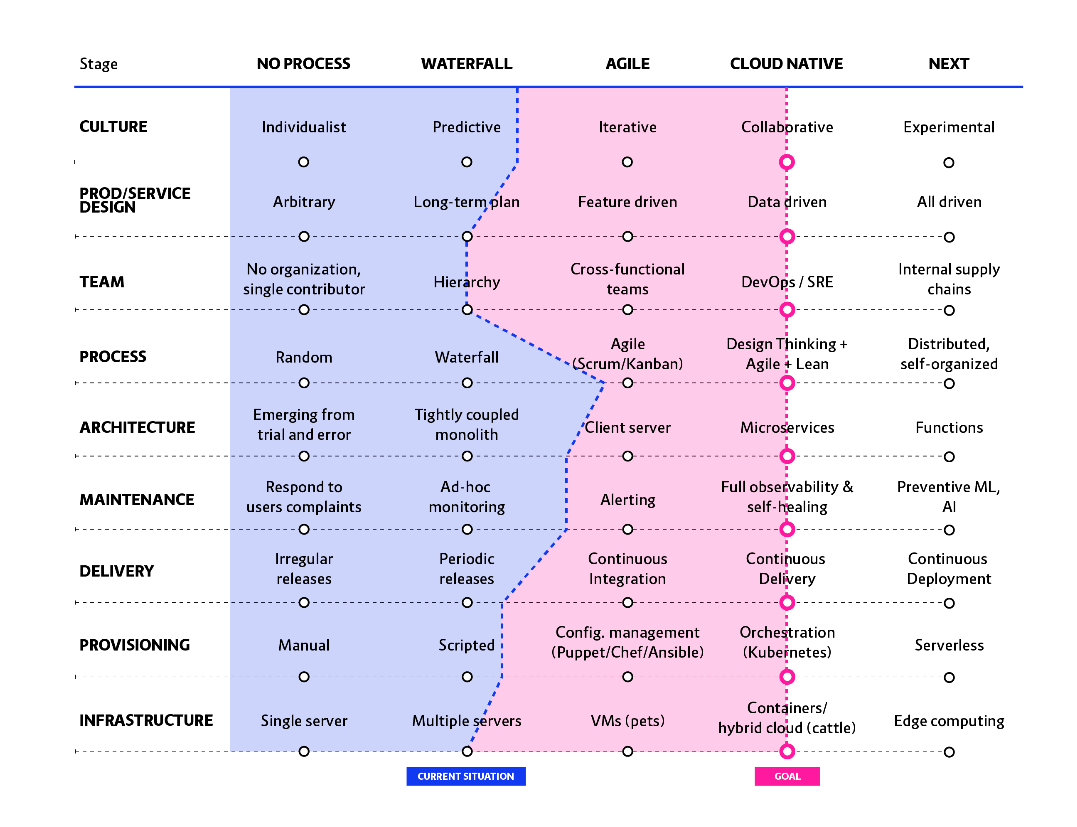 Stage NO PROCESS WATERFALL AGILE CLOUD NATIVE NEXT
CULTURE Individualist Predictive Iterative Collaborative Experimental
PROD/SERVICE
DESIGN Arbitrary Long-term plan Feature driven Data driven All driven
TEAM No organization,
single contributor Hierarchy Cross-functional
teams DevOps / SRE Internal supply
chains
PROCESS Random Waterfall Agile
(Scrum/Kanban) Design Thinking +
Agile + Lean Distributed,
self-organized
ARCHITECTURE Emerging from
trial and error Tightly coupled
monolith Client server Microservices Functions
MAINTENANCE Respond to
users complaints Ad-hoc
monitoring Alerting Full observability &
self-healing Preventive ML,
AI
DELIVERY Irregular
releases Periodic
releases Continuous
Integration Continuous
Delivery Continuous
Deployment
PROVISIONING Manual Scripted Config. management
(Puppet/Chef/Ansible) Orchestration
(Kubernetes) Serverless
INFRASTRUCTURE Single server Multiple servers VMs (pets) Containers/
hybrid cloud (cattle) Edge computing
CURRENT SITUATION GOAL